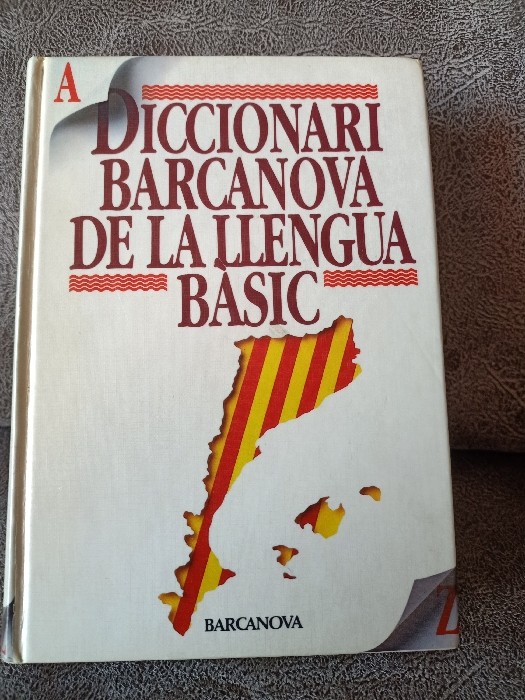 A
DICCIONARI
BARCANOVA
DE LA LLENGUA
BÀSIC
BARCANOVA
Z